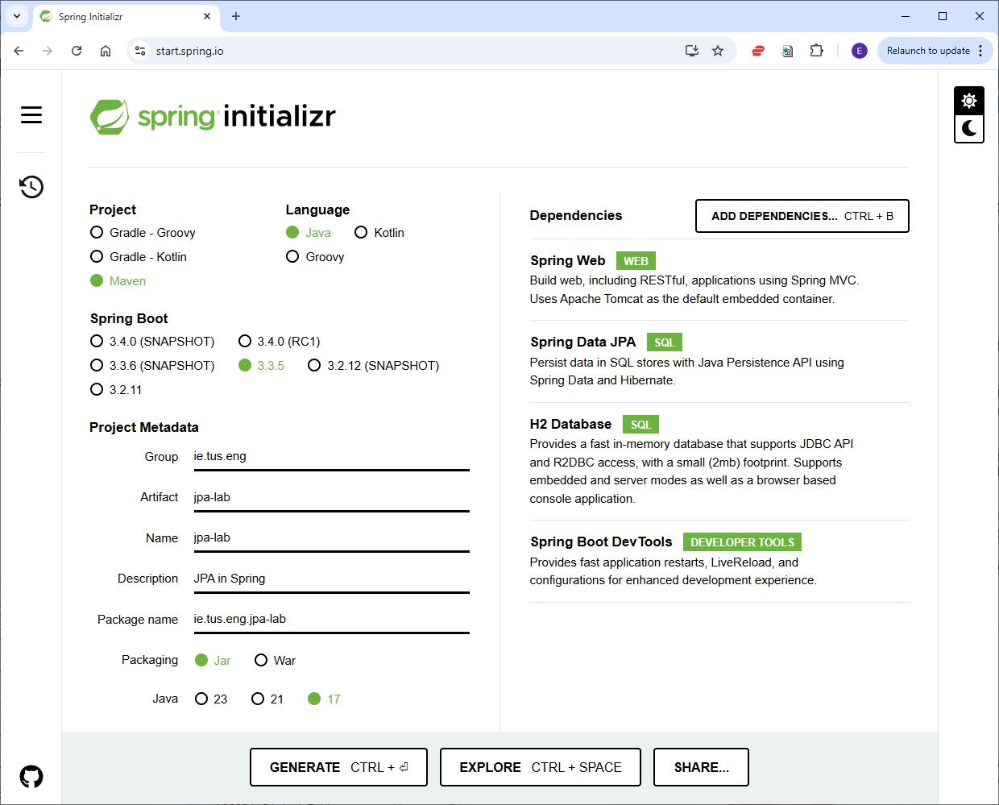 Spring Initializr
start.spring.io
E
Relaunch to update
spring initializr
Project
Gradle - Groovy
Gradle - Kotlin
Maven
Language
Java
Kotlin
Groovy
Spring Boot
3.4.0 (SNAPSHOT)
3.4.0 (RC1)
3.3.6 (SNAPSHOT)
3.3.5
3.2.12 (SNAPSHOT)
3.2.11
Project Metadata
Group
ie.tus.eng
Artifact
jpa-lab
Name
jpa-lab
Description
JPA in Spring
Package name
ie.tus.eng.jpa-lab
Packaging
Jar
War
Java
23
21
17
Dependencies
ADD DEPENDENCIES... CTRL + B
Spring Web WEB
Build web, including RESTful, applications using Spring MVC.
Uses Apache Tomcat as the default embedded container.
Spring Data JPA SQL
Persist data in SQL stores with Java Persistence API using
Spring Data and Hibernate.
H2 Database SQL
Provides a fast in-memory database that supports JDBC API
and R2DBC access, with a small (2mb) footprint. Supports
embedded and server modes as well as a browser based
console application.
Spring Boot DevTools DEVELOPER TOOLS
Provides fast application restarts, LiveReload, and
configurations for enhanced development experience.
GENERATE CTRL + ⏎
EXPLORE CTRL + SPACE
SHARE...